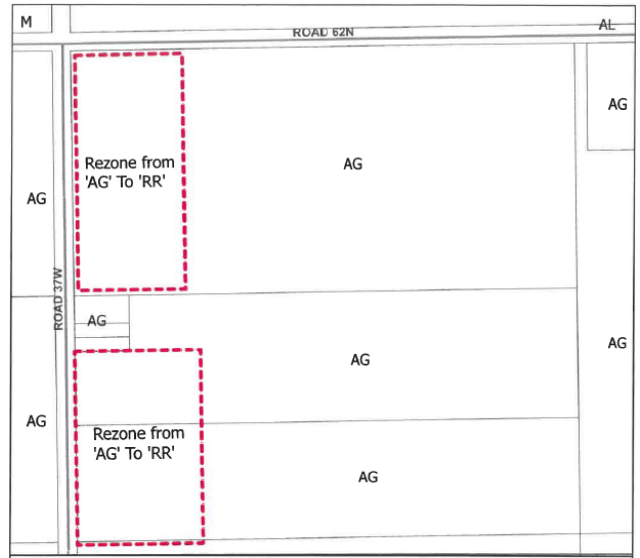 M
ROAD 62N
AL
AG
Rezone from
'AG' To 'RR'
AG
AG
ROAD 37W
AG
AG
AG
AG
Rezone from
'AG' To 'RR'
AG